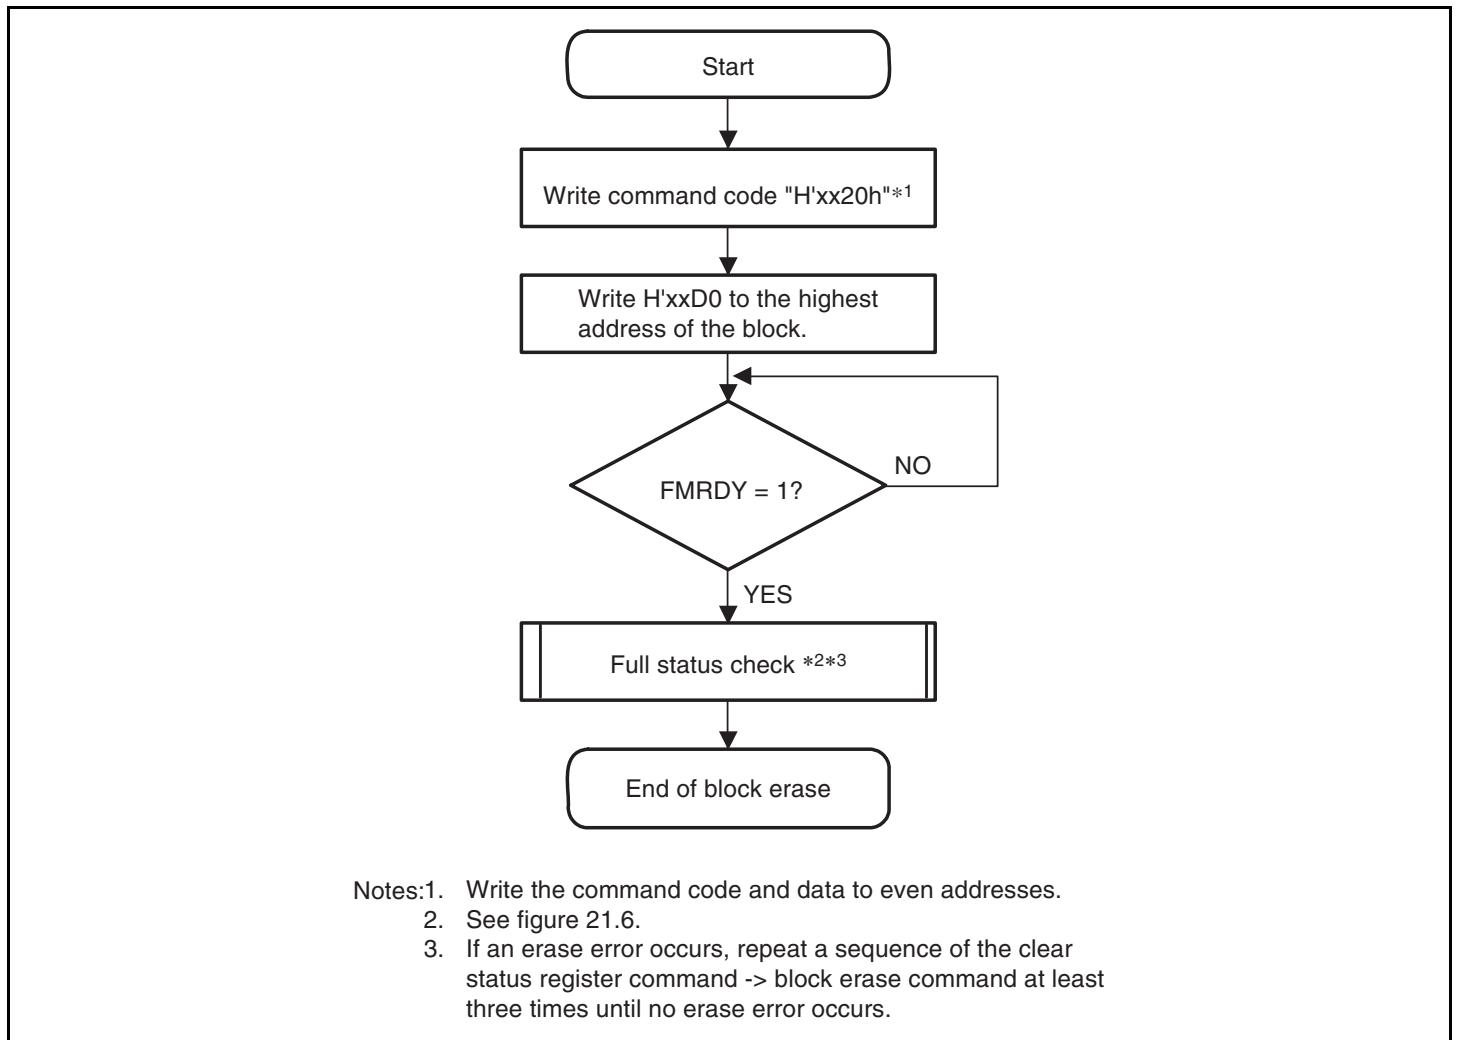 Start
Write command code "H'xx20h"*1
Write H'xxD0 to the highest
address of the block.
FMRDY = 1?
NO
YES
Full status check *2*3
End of block erase
Notes:1. Write the command code and data to even addresses.
2. See figure 21.6.
3. If an erase error occurs, repeat a sequence of the clear
status register command -> block erase command at least
three times until no erase error occurs.